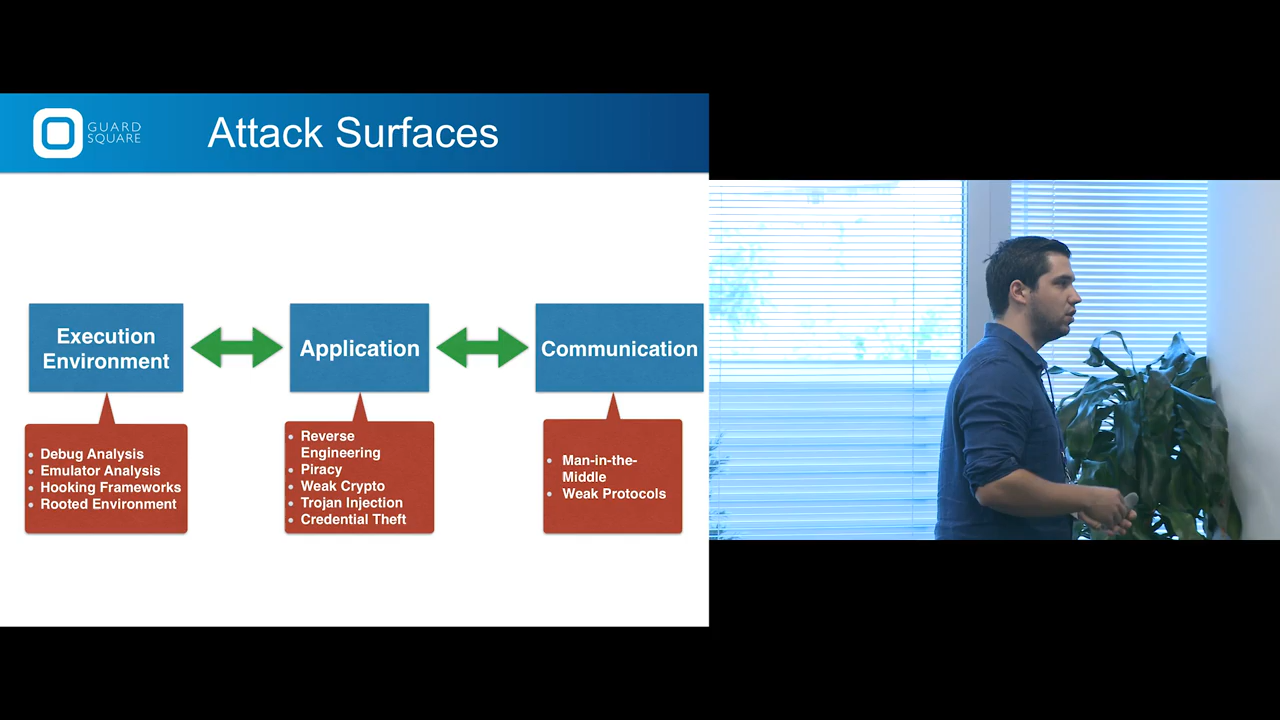 GUARD
SQUARE
Attack Surfaces
Execution
Environment
Application
Communication
• Debug Analysis
• Emulator Analysis
• Hooking Frameworks
• Rooted Environment
• Reverse
Engineering
• Piracy
• Weak Crypto
• Trojan Injection
• Credential Theft
• Man-in-the-
Middle
• Weak Protocols